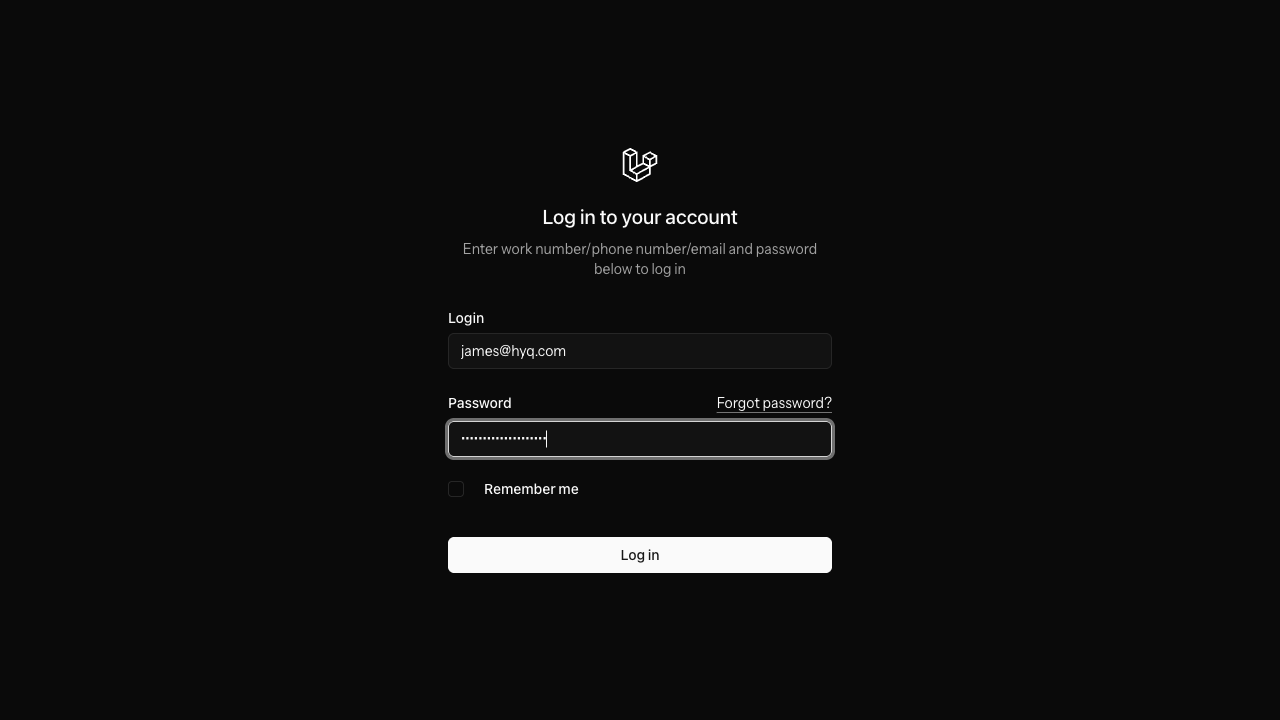 Log in to your account
Enter work number/phone number/email and password
below to log in
Login
james@hyq.com
Password
Forgot password?
Remember me
Log in